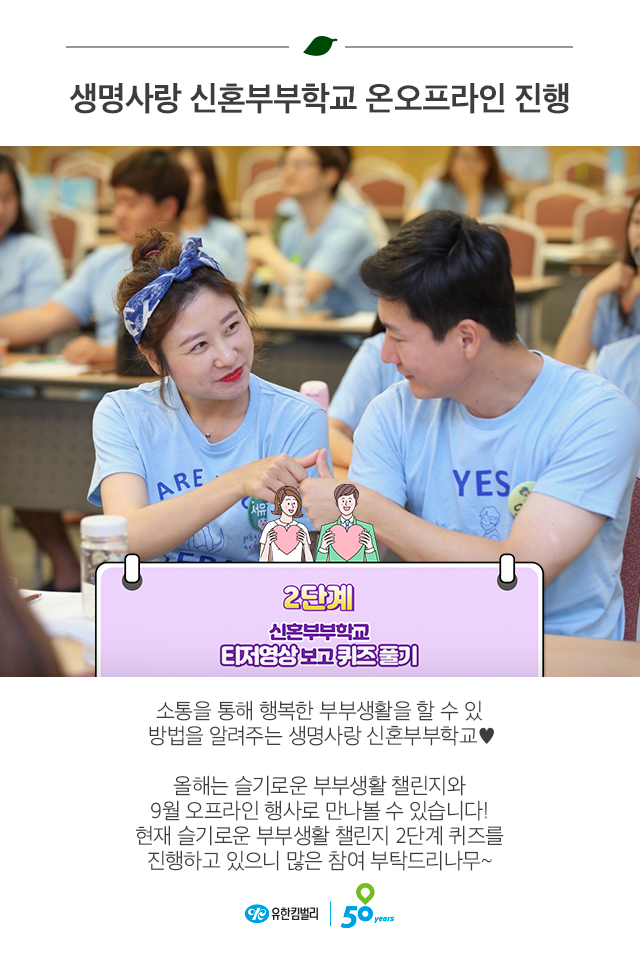 생명사랑 신혼부부학교 온오프라인 진행
ARE
YES
서유
2단계
신혼부부학교
티저영상 보고 퀴즈 풀기
소통을 통해 행복한 부부생활을 할 수 있
방법을 알려주는 생명사랑 신혼부부학교♥
올해는 슬기로운 부부생활 챌린지와
9월 오프라인 행사로 만나볼 수 있습니다!
현재 슬기로운 부부생활 챌린지 2단계 퀴즈를
진행하고 있으니 많은 참여 부탁드리나무~
유한킴벌리
50 years